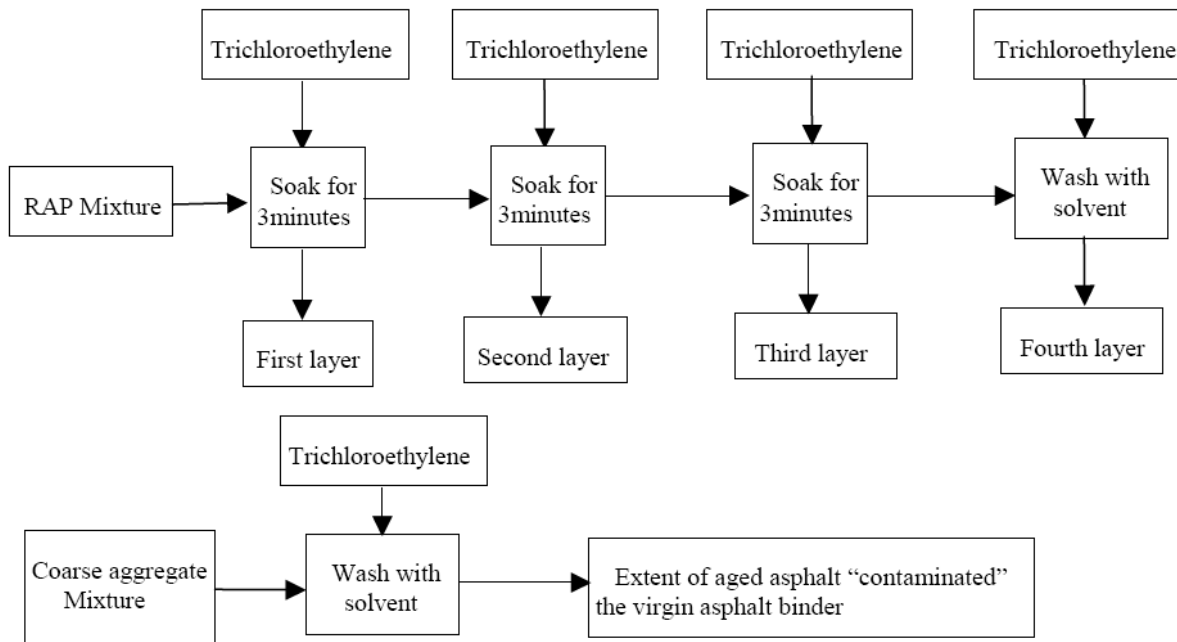 Trichloroethylene
Trichloroethylene
Trichloroethylene
Trichloroethylene
RAP Mixture
Soak for
3minutes
Soak for
3minutes
Soak for
3minutes
Wash with
solvent
First layer
Second layer
Third layer
Fourth layer
Trichloroethylene
Coarse aggregate
Mixture
Wash with
solvent
Extent of aged asphalt “contaminated”
the virgin asphalt binder